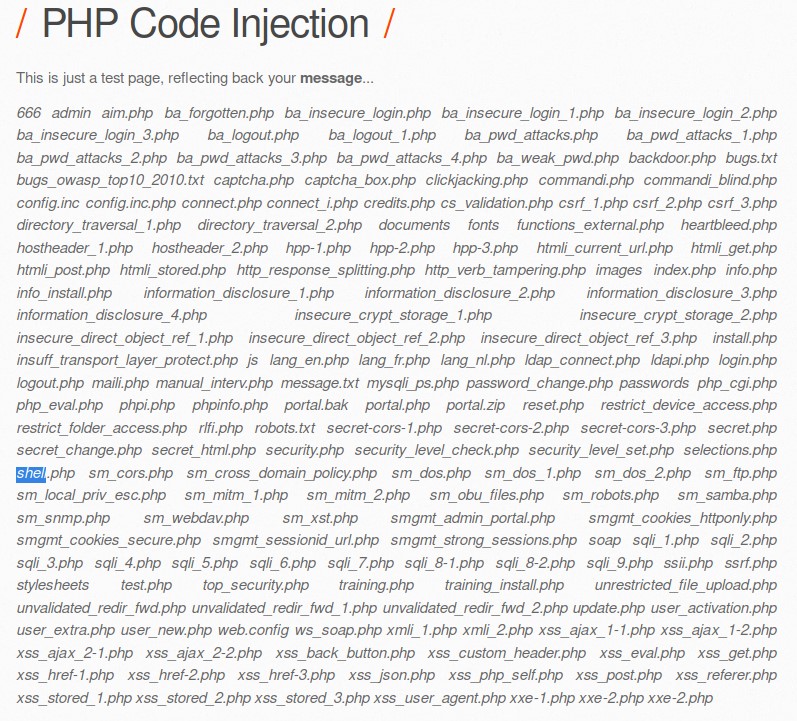 / PHP Code Injection /
This is just a test page, reflecting back your message...
666 admin aim.php ba_forgotten.php ba_insecure_login.php ba_insecure_login_1.php ba_insecure_login_2.php
ba_insecure_login_3.php ba_logout.php ba_logout_1.php ba_pwd_attacks.php ba_pwd_attacks_1.php
ba_pwd_attacks_2.php ba_pwd_attacks_3.php ba_pwd_attacks_4.php ba_weak_pwd.php backdoor.php bugs.txt
bugs_owasp_top10_2010.txt captcha.php captcha_box.php clickjacking.php commandi.php commandi_blind.php
config.inc config.inc.php connect.php connect_i.php credits.php cs_validation.php csrf_1.php csrf_2.php csrf_3.php
directory_traversal_1.php directory_traversal_2.php documents fonts functions_external.php heartbleed.php
hostheader_1.php hostheader_2.php hpp-1.php hpp-2.php hpp-3.php htmli_current_url.php htmli_get.php
htmli_post.php htmli_stored.php http_response_splitting.php http_verb_tampering.php images index.php info.php
info_install.php information_disclosure_1.php information_disclosure_2.php information_disclosure_3.php
information_disclosure_4.php insecure_crypt_storage_1.php insecure_crypt_storage_2.php
insecure_direct_object_ref_1.php insecure_direct_object_ref_2.php insecure_direct_object_ref_3.php install.php
insuff_transport_layer_protect.php js lang_en.php lang_fr.php lang_nl.php ldap_connect.php ldapi.php login.php
logout.php maili.php manual_interv.php message.txt mysqli_ps.php password_change.php passwords php_cgi.php
php_eval.php phpi.php phpinfo.php portal.bak portal.php portal.zip reset.php restrict_device_access.php
restrict_folder_access.php rlfi.php robots.txt secret-cors-1.php secret-cors-2.php secret-cors-3.php secret.php
secret_change.php secret_html.php security.php security_level_check.php security_level_set.php selections.php
shell.php sm_cors.php sm_cross_domain_policy.php sm_dos.php sm_dos_1.php sm_dos_2.php sm_ftp.php
sm_local_priv_esc.php sm_mitm_1.php sm_mitm_2.php sm_obu_files.php sm_robots.php sm_samba.php
sm_snmp.php sm_webdav.php sm_xst.php smgmt_admin_portal.php smgmt_cookies_httponly.php
smgmt_cookies_secure.php smgmt_sessionid_url.php smgmt_strong_sessions.php soap sqli_1.php sqli_2.php
sqli_3.php sqli_4.php sqli_5.php sqli_6.php sqli_7.php sqli_8-1.php sqli_8-2.php sqli_9.php ssii.php ssrf.php
stylesheets test.php top_security.php training.php training_install.php unrestricted_file_upload.php
unvalidated_redir_fwd.php unvalidated_redir_fwd_1.php unvalidated_redir_fwd_2.php update.php user_activation.php
user_extra.php user_new.php web.config ws_soap.php xmli_1.php xmli_2.php xss_ajax_1-1.php xss_ajax_1-2.php
xss_ajax_2-1.php xss_ajax_2-2.php xss_back_button.php xss_custom_header.php xss_eval.php xss_get.php
xss_href-1.php xss_href-2.php xss_href-3.php xss_json.php xss_php_self.php xss_post.php xss_referer.php
xss_stored_1.php xss_stored_2.php xss_stored_3.php xss_user_agent.php xxe-1.php xxe-2.php xxe-2.php